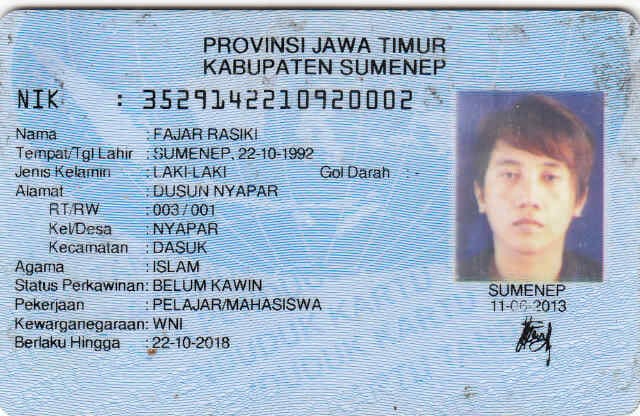 PROVINSI JAWA TIMUR
KABUPATEN SUMENEP
NIK : 3529142210920002
Nama : FAJAR RASIKI
Tempat/Tgl Lahir : SUMENEP, 22-10-1992
Jenis Kelamin : LAKI-LAKI Gol Darah : -
Alamat : DUSUN NYAPAR
RT/RW : 003 / 001
Kel/Desa : NYAPAR
Kecamatan : DASUK
Agama : ISLAM
Status Perkawinan: BELUM KAWIN
Pekerjaan : PELAJAR/MAHASISWA
Kewarganegaraan: WNI
Berlaku Hingga : 22-10-2018
SUMENEP
11-06-2013